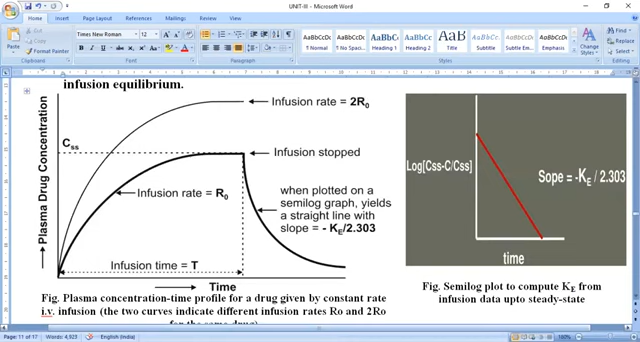 UNIT-III - Microsoft Word
Home
Insert
Page Layout
References
Mailings
Review
View
Cut
Copy
Format Painter
Paste
Clipboard
Times New Roman
12
Font
Paragraph
AaBbCcDc
AaBbCcDc
AaBbC
AaBbCc
AaB
AaBbCc.
AaBbCcDc
AaBbCcDc
¶ Normal
¶ No Spaci...
Heading 1
Heading 2
Title
Subtitle
Subtle Em...
Emphasis
Change
Styles
Styles
Find
Replace
Select
Editing
infusion equilibrium.
Infusion rate = 2R₀
Css
Infusion stopped
Infusion rate = R₀
when plotted on a
semilog graph, yields
a straight line with
slope = - KE/2.303
Infusion time = T
Plasma Drug Concentration
Time
Fig. Plasma concentration-time profile for a drug given by constant rate
i.v. infusion (the two curves indicate different infusion rates Ro and 2Ro
for the same drug)
Log[Css-C/Css]
Sope = -KE / 2.303
time
Fig. Semilog plot to compute KE from
infusion data upto steady-state
Page: 11 of 17
Words: 4,923
English (India)
160%